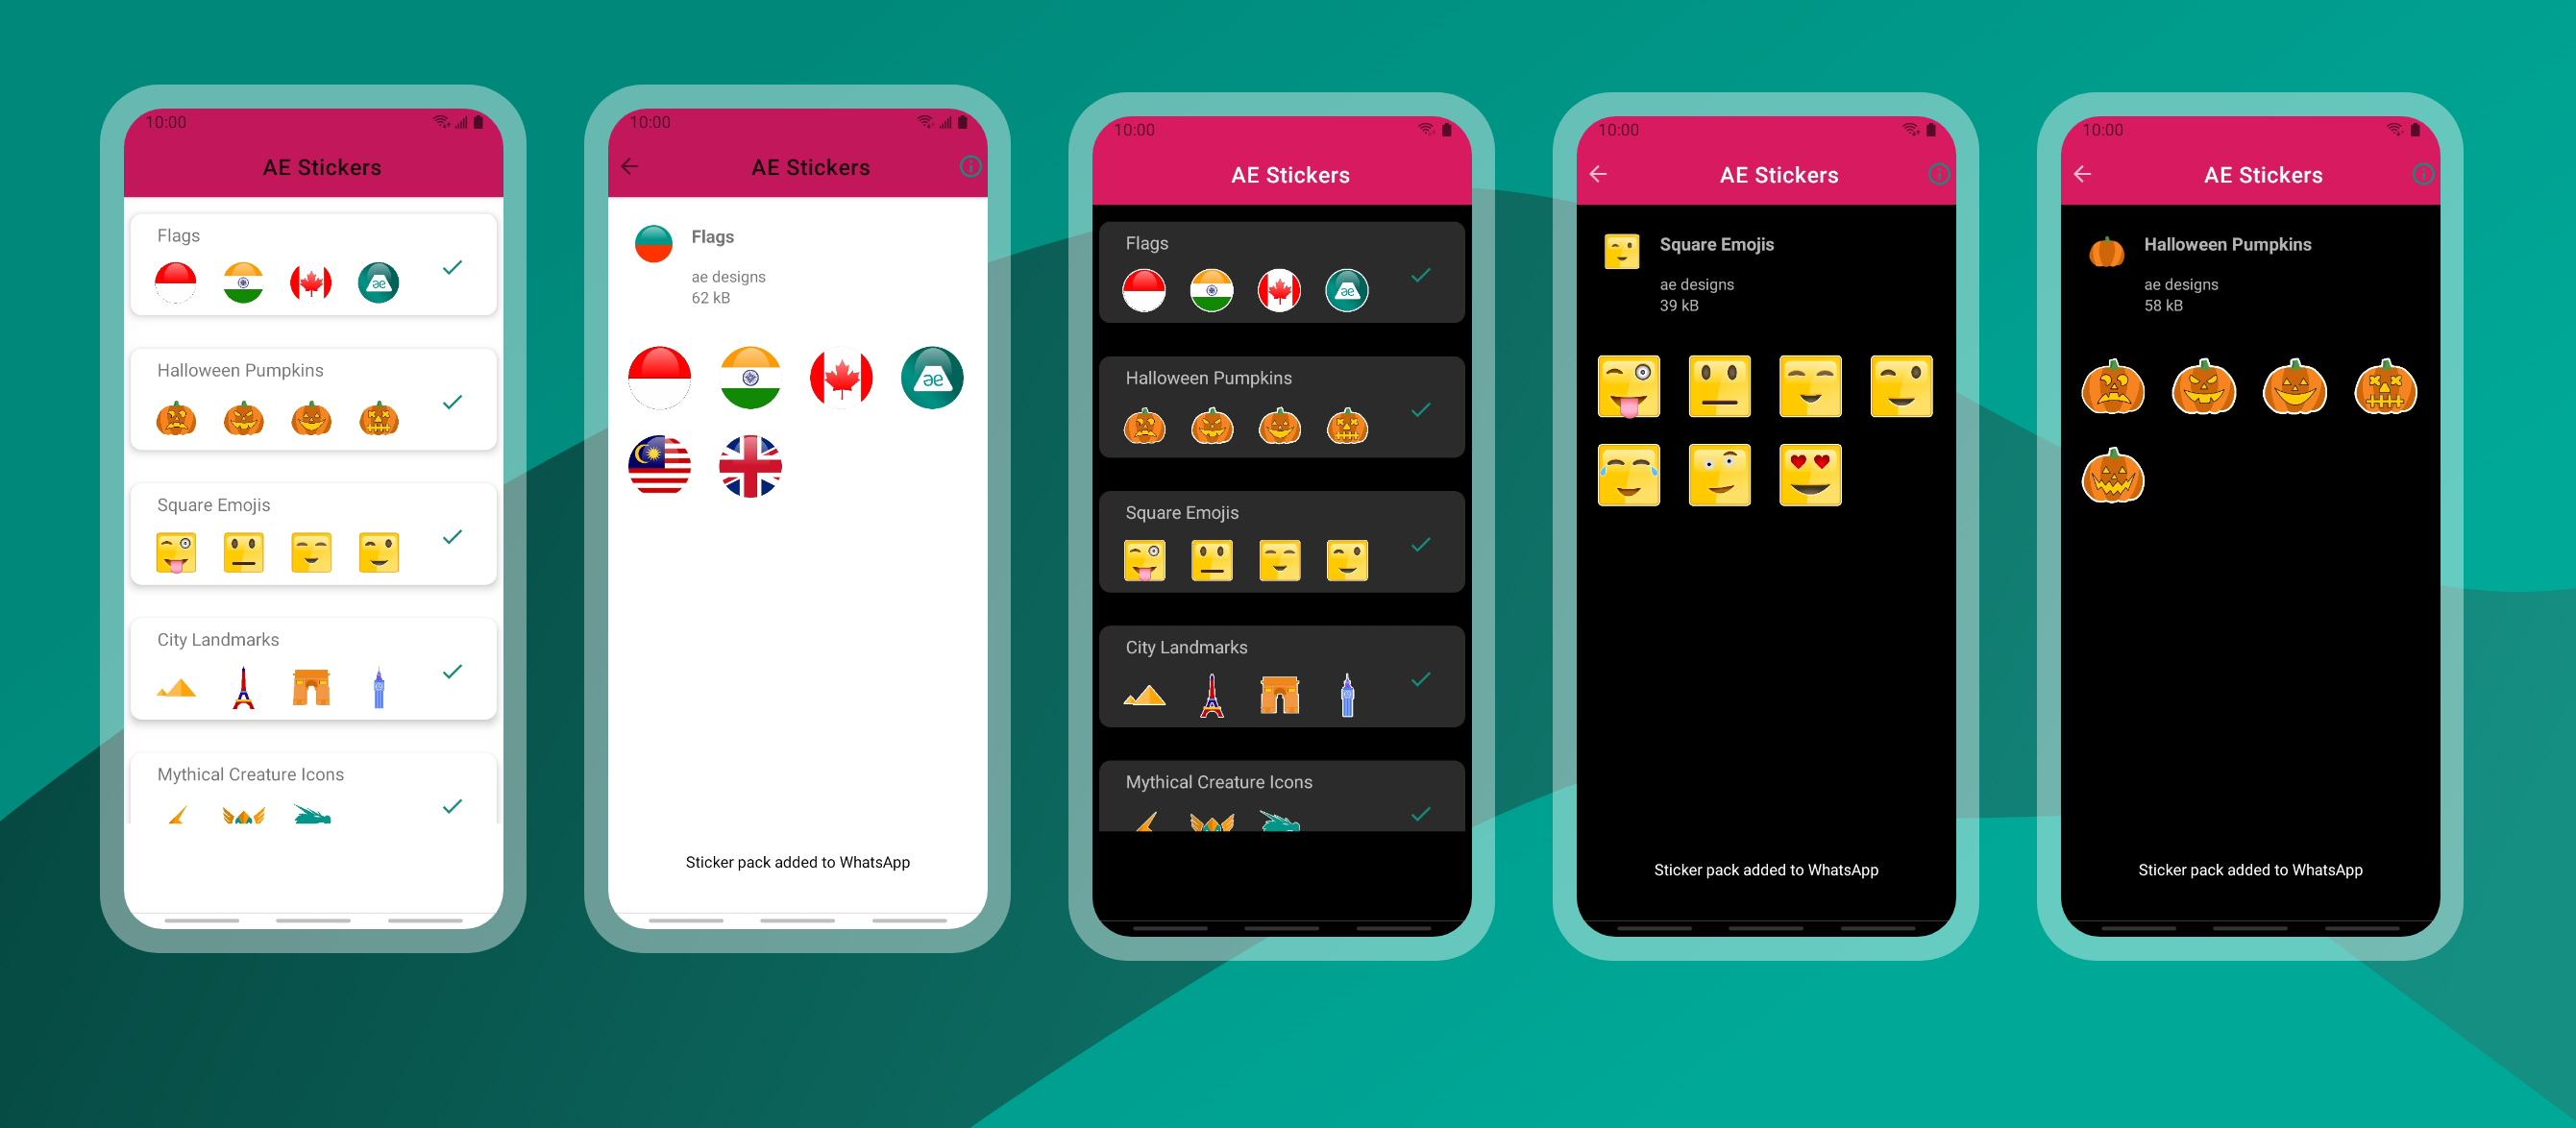 10:00
AE Stickers
Flags
ae
Halloween Pumpkins
Square Emojis
City Landmarks
Mythical Creature Icons
10:00
AE Stickers
Flags
ae designs
62 kB
ae
Sticker pack added to WhatsApp
10:00
AE Stickers
Flags
ae
Halloween Pumpkins
Square Emojis
City Landmarks
Mythical Creature Icons
10:00
AE Stickers
Square Emojis
ae designs
39 kB
Sticker pack added to WhatsApp
10:00
AE Stickers
Halloween Pumpkins
ae designs
58 kB
Sticker pack added to WhatsApp